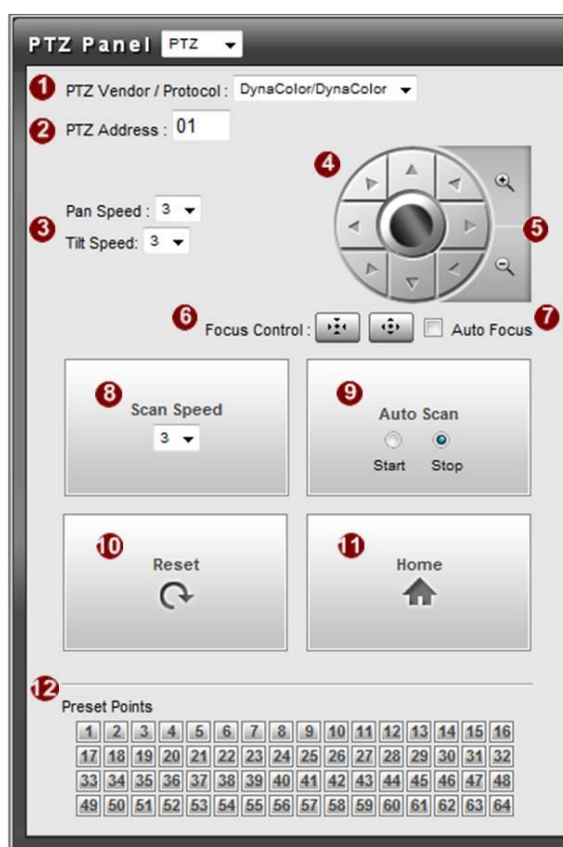 PTZ Panel PTZ
1 PTZ Vendor / Protocol : DynaColor/DynaColor
2 PTZ Address : 01
4
5
3 Pan Speed : 3
Tilt Speed: 3
6 Focus Control : Auto Focus 7
8 Scan Speed
3
9 Auto Scan
Start Stop
10 Reset
11 Home
12 Preset Points
1 2 3 4 5 6 7 8 9 10 11 12 13 14 15 16
17 18 19 20 21 22 23 24 25 26 27 28 29 30 31 32
33 34 35 36 37 38 39 40 41 42 43 44 45 46 47 48
49 50 51 52 53 54 55 56 57 58 59 60 61 62 63 64